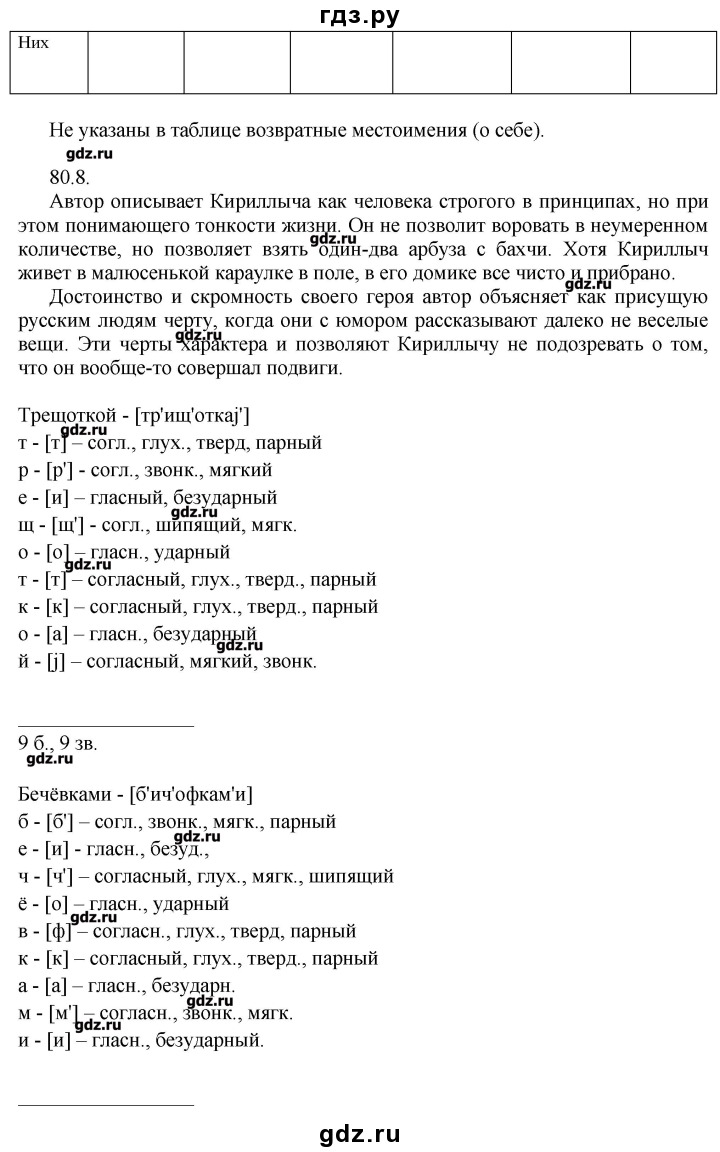 гдз.ру
Них
Не указаны в таблице возвратные местоимения (о себе).
gdz.ru
80.8.
Автор описывает Кириллыча как человека строгого в принципах, но при
этом понимающего тонкости жизни. Он не позволит воровать в неумеренном
gdz.ru
количестве, но позволяет взять один-два арбуза с бахчи. Хотя Кириллыч
живет в малюсенькой караулке в поле, в его домике все чисто и прибрано.
gdz.ru
Достоинство и скромность своего героя автор объясняет как присущую
русским людям черту, когда они с юмором рассказывают далеко не веселые
gdz.ru
вещи. Эти черты характера и позволяют Кириллычу не подозревать о том,
что он вообще-то совершал подвиги.
Трещоткой - [тр'ищ'откаj']
gdz.ru
т - [т] – согл., глух., тверд, парный
р - [р'] - согл., звонк., мягкий
е - [и] – гласный, безударный
gdz.ru
щ - [щ'] - согл., шипящий, мягк.
о - [о] – гласн., ударный
gdz.ru
т - [т] – согласный, глух., тверд., парный
к - [к] – согласный, глух., тверд., парный
о - [а] – гласн., безударный
gdz.ru
й - [j] – согласный, мягкий, звонк.
9 б., 9 зв.
gdz.ru
Бечёвками - [б'ич'офкам'и]
б - [б'] – согл., звонк., мягк., парный
gdz.ru
е - [и] - гласн., безуд.,
ч - [ч'] – согласный, глух., мягк., шипящий
ё - [о] – гласн., ударный
gdz.ru
в - [ф] – согласн., глух., тверд, парный
к - [к] – согласный, глух., тверд., парный
а - [а] – гласн., безударн.
gdz.ru
м - [м'] – согласн., звонк., мягк.
gdz.ru
и - [и] – гласн., безударный.
gdz.ru